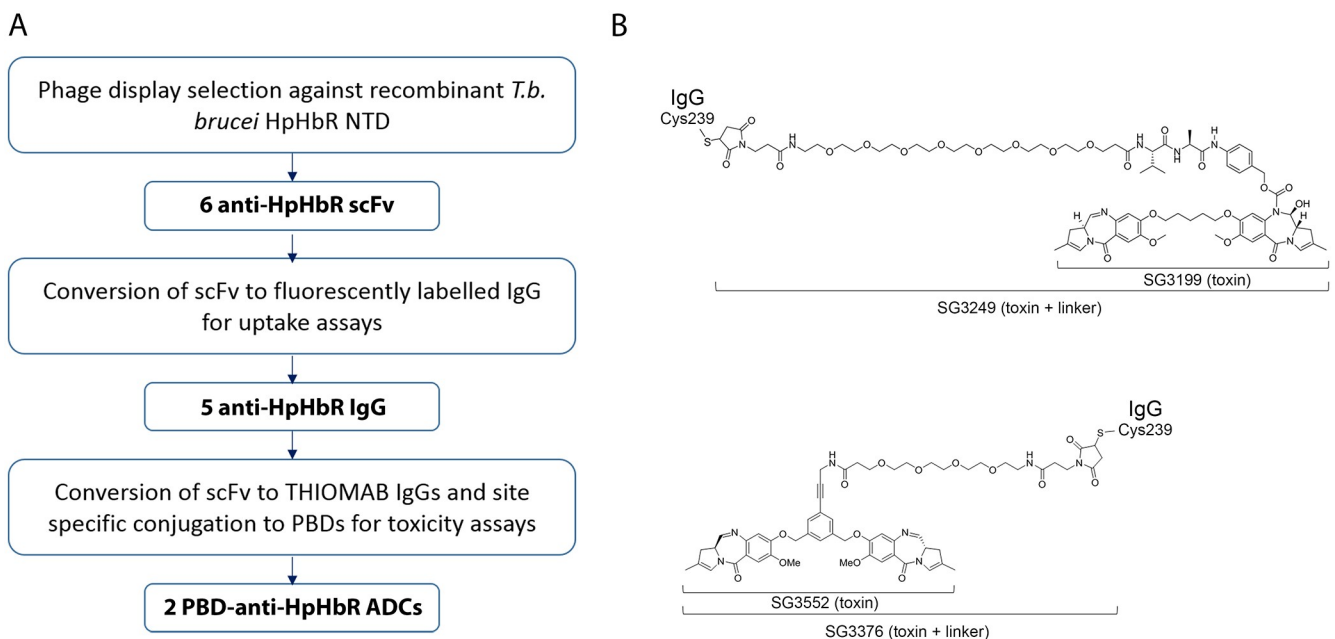 A
Phage display selection against recombinant T.b.
brucei HpHbR NTD
6 anti-HpHbR scFv
Conversion of scFv to fluorescently labelled IgG
for uptake assays
5 anti-HpHbR IgG
Conversion of scFv to THIOMAB IgGs and site
specific conjugation to PBDs for toxicity assays
2 PBD-anti-HpHbR ADCs
B
IgG
Cys239
S
O
N
O
O
H
N
O
O
O
O
O
O
O
O
O
H
N
O
N
H
O
H
N
O
O
O
N
OH
H
H
N
N
O
O
O
O
O
O
N
SG3199 (toxin)
SG3249 (toxin + linker)
IgG
Cys239
S
O
N
O
H
N
O
O
O
O
O
H
N
O
N
N
O
O
OMe
O
MeO
N
N
O
SG3552 (toxin)
SG3376 (toxin + linker)